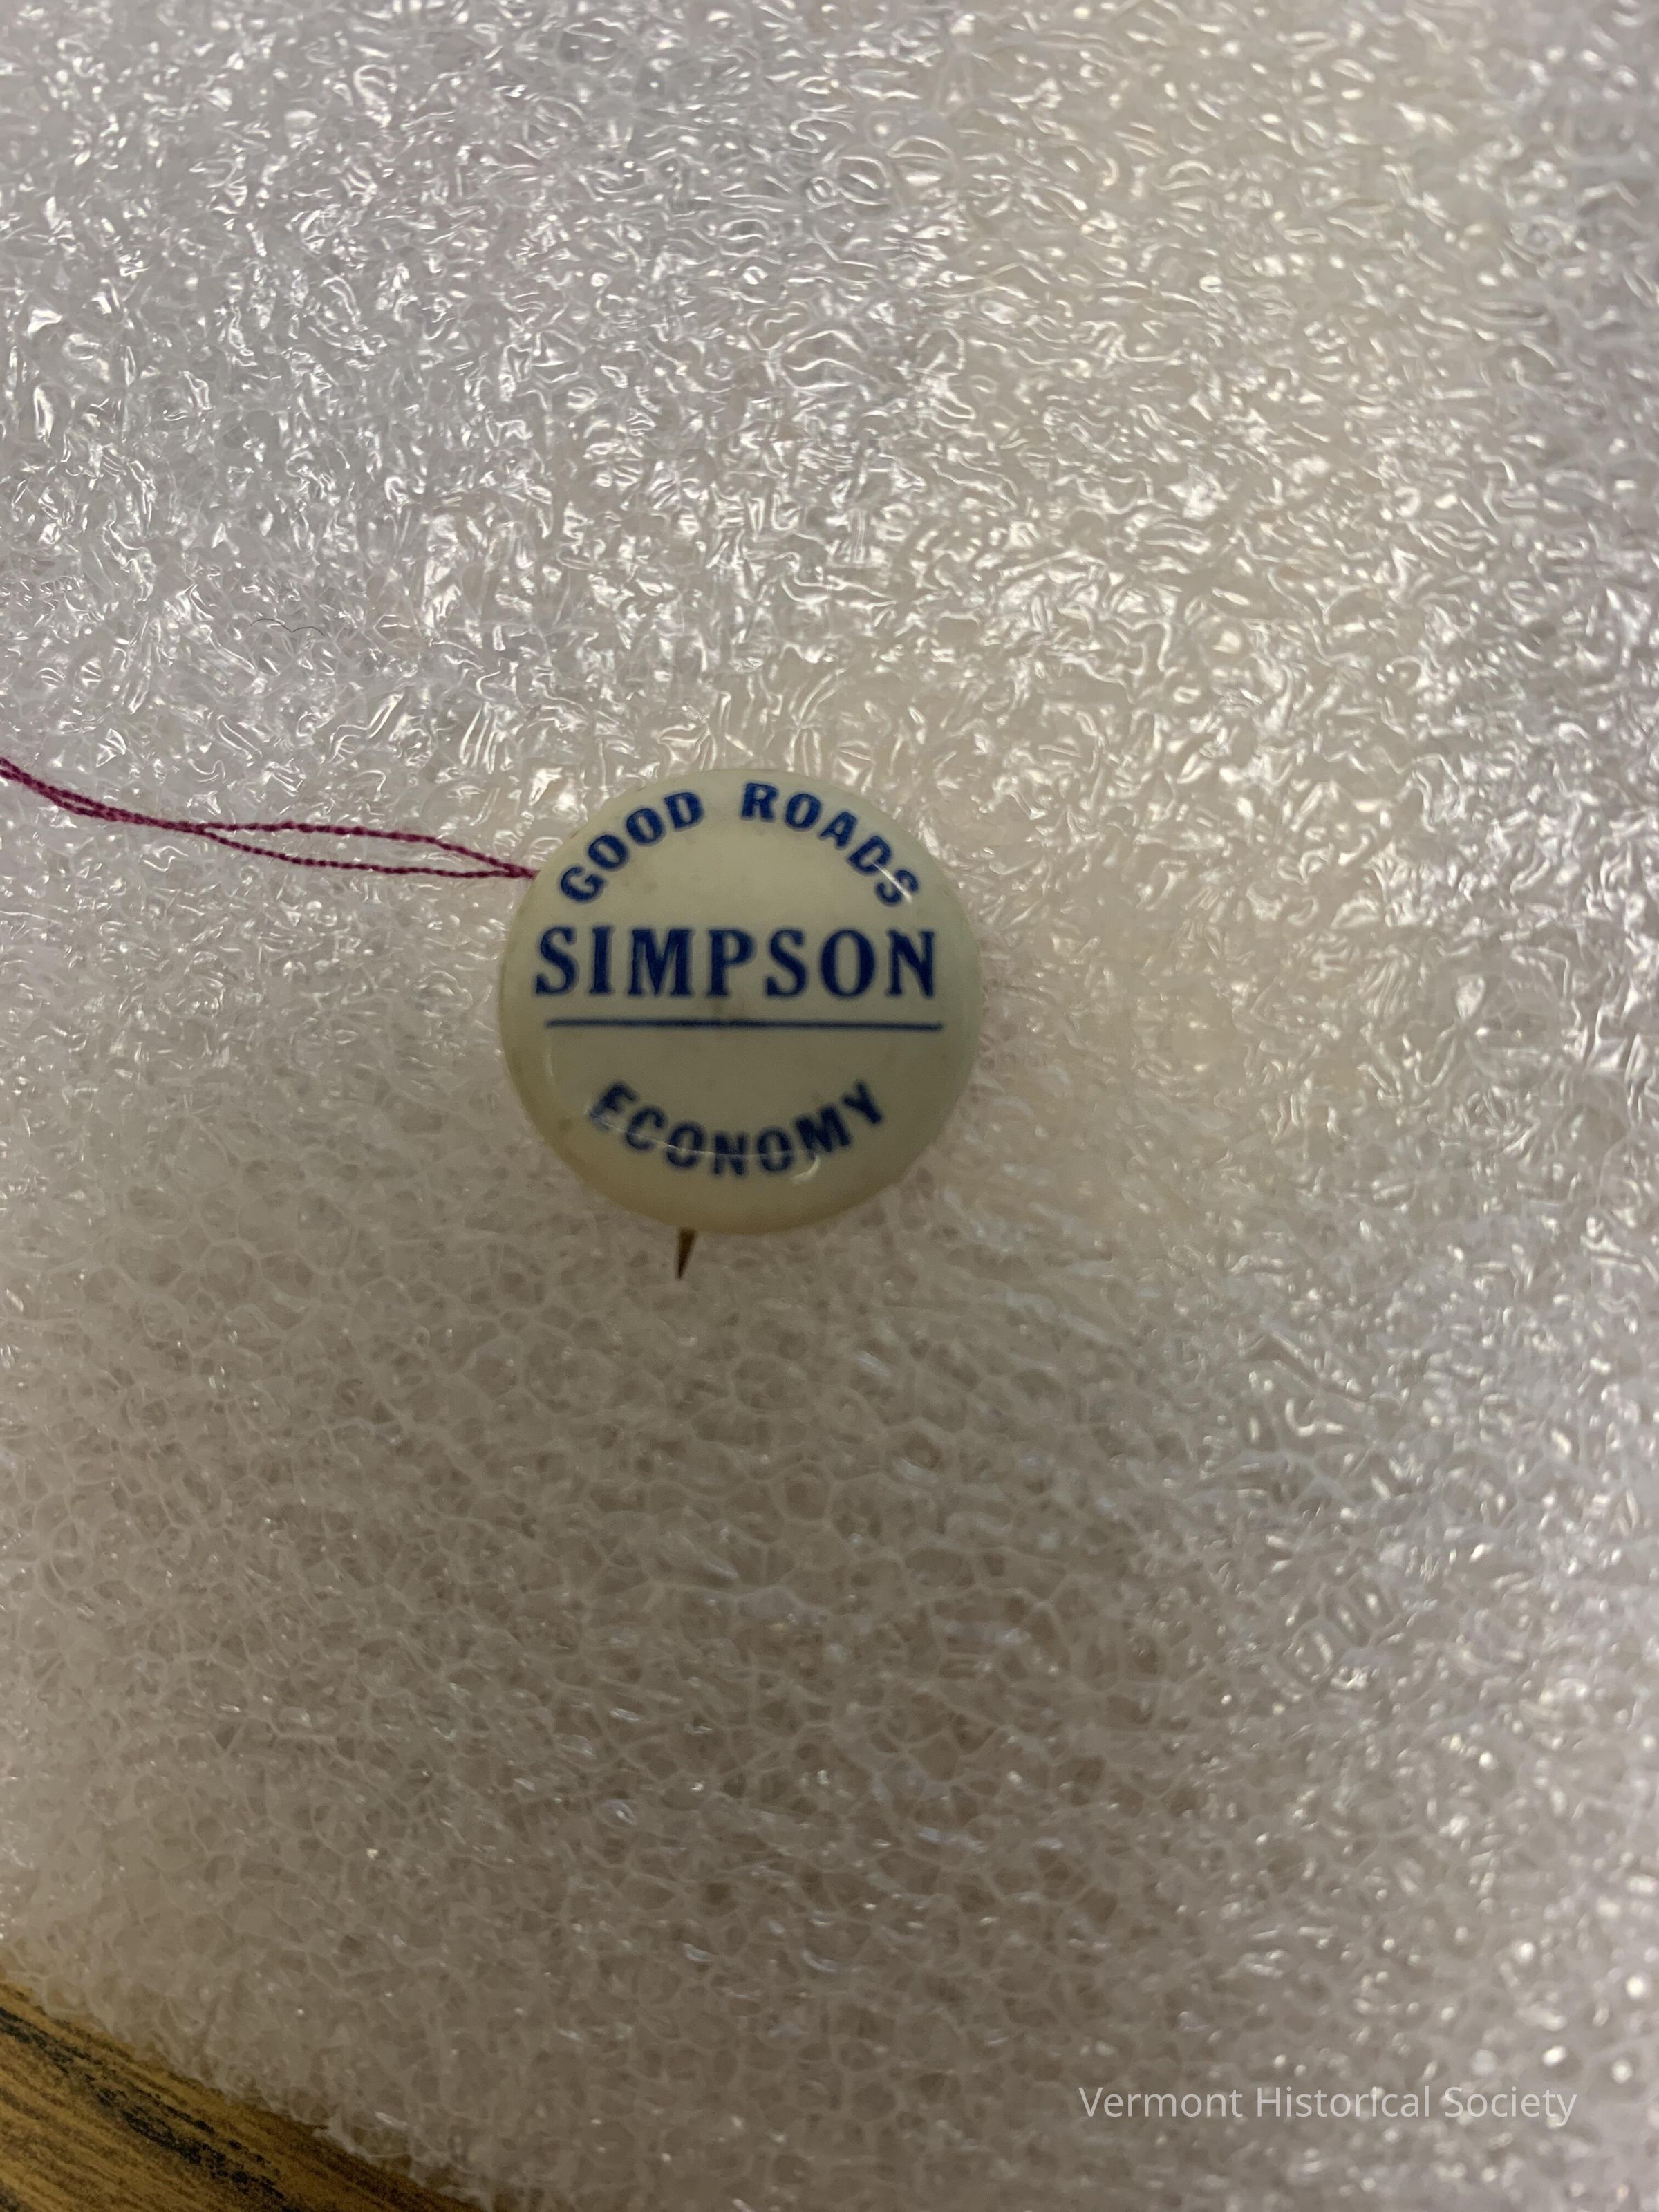 GOOD ROADS
SIMPSON
ECONOMY
Vermont Historical Society